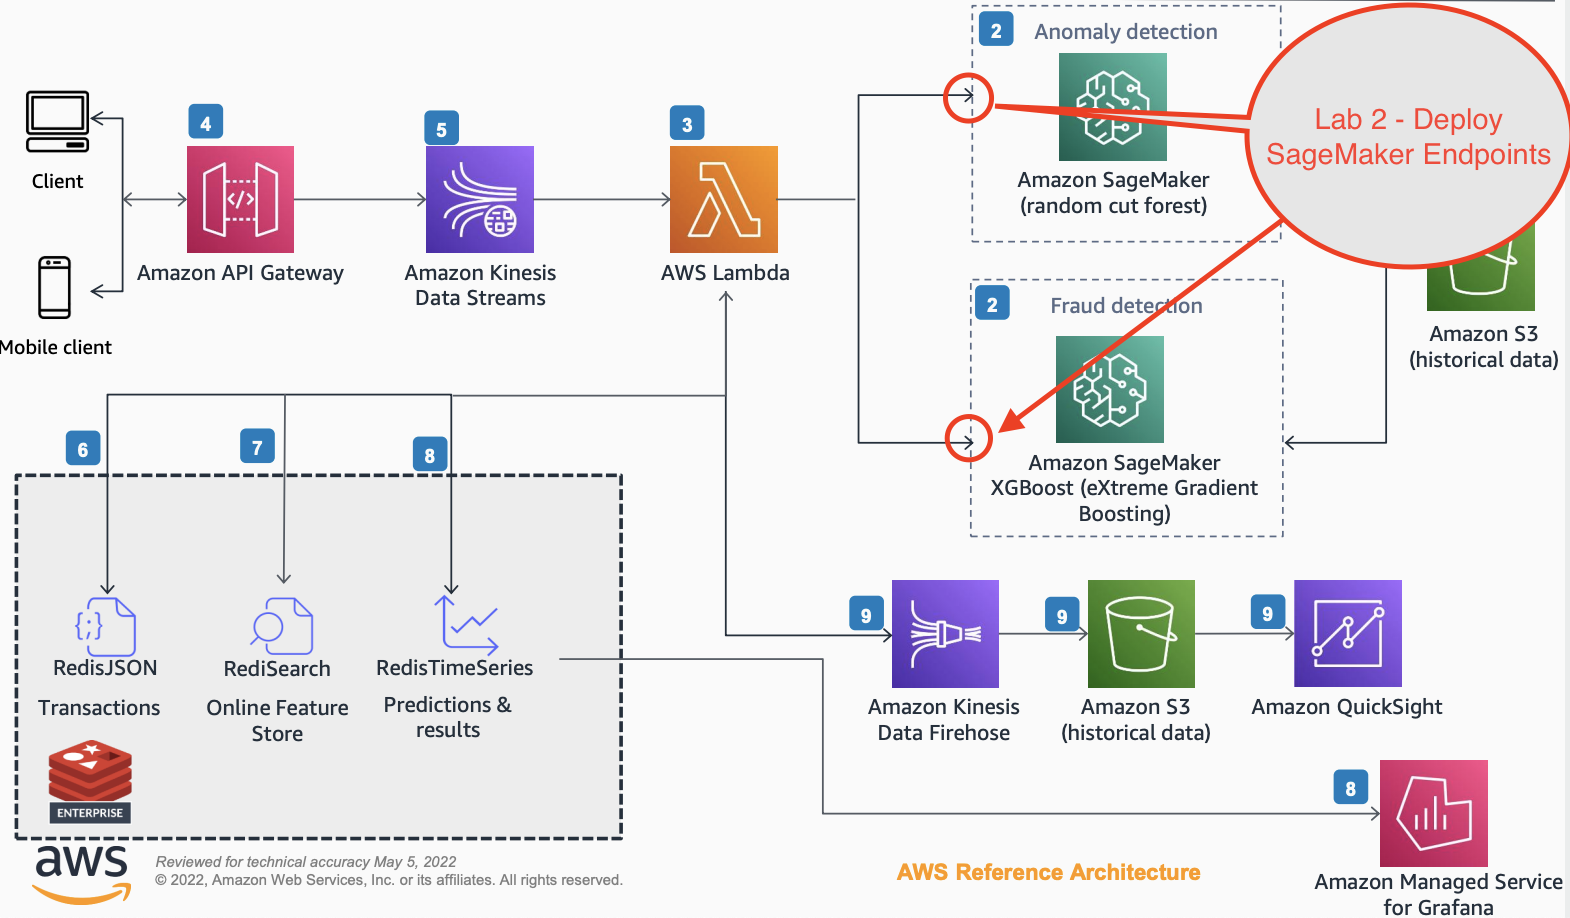 2
Anomaly detection
Amazon SageMaker
(random cut forest)
Lab 2 - Deploy
SageMaker Endpoints
4
5
3
Client
Amazon API Gateway
Amazon Kinesis
Data Streams
AWS Lambda
Mobile client
2
Fraud detection
Amazon SageMaker
XGBoost (eXtreme Gradient
Boosting)
Amazon S3
(historical data)
6
7
8
RedisJSON
Transactions
RediSearch
Online Feature
Store
RedisTimeSeries
Predictions &
results
ENTERPRISE
9
Amazon Kinesis
Data Firehose
9
Amazon S3
(historical data)
9
Amazon QuickSight
8
Amazon Managed Service
for Grafana
aws
Reviewed for technical accuracy May 5, 2022
© 2022, Amazon Web Services, Inc. or its affiliates. All rights reserved.
AWS Reference Architecture